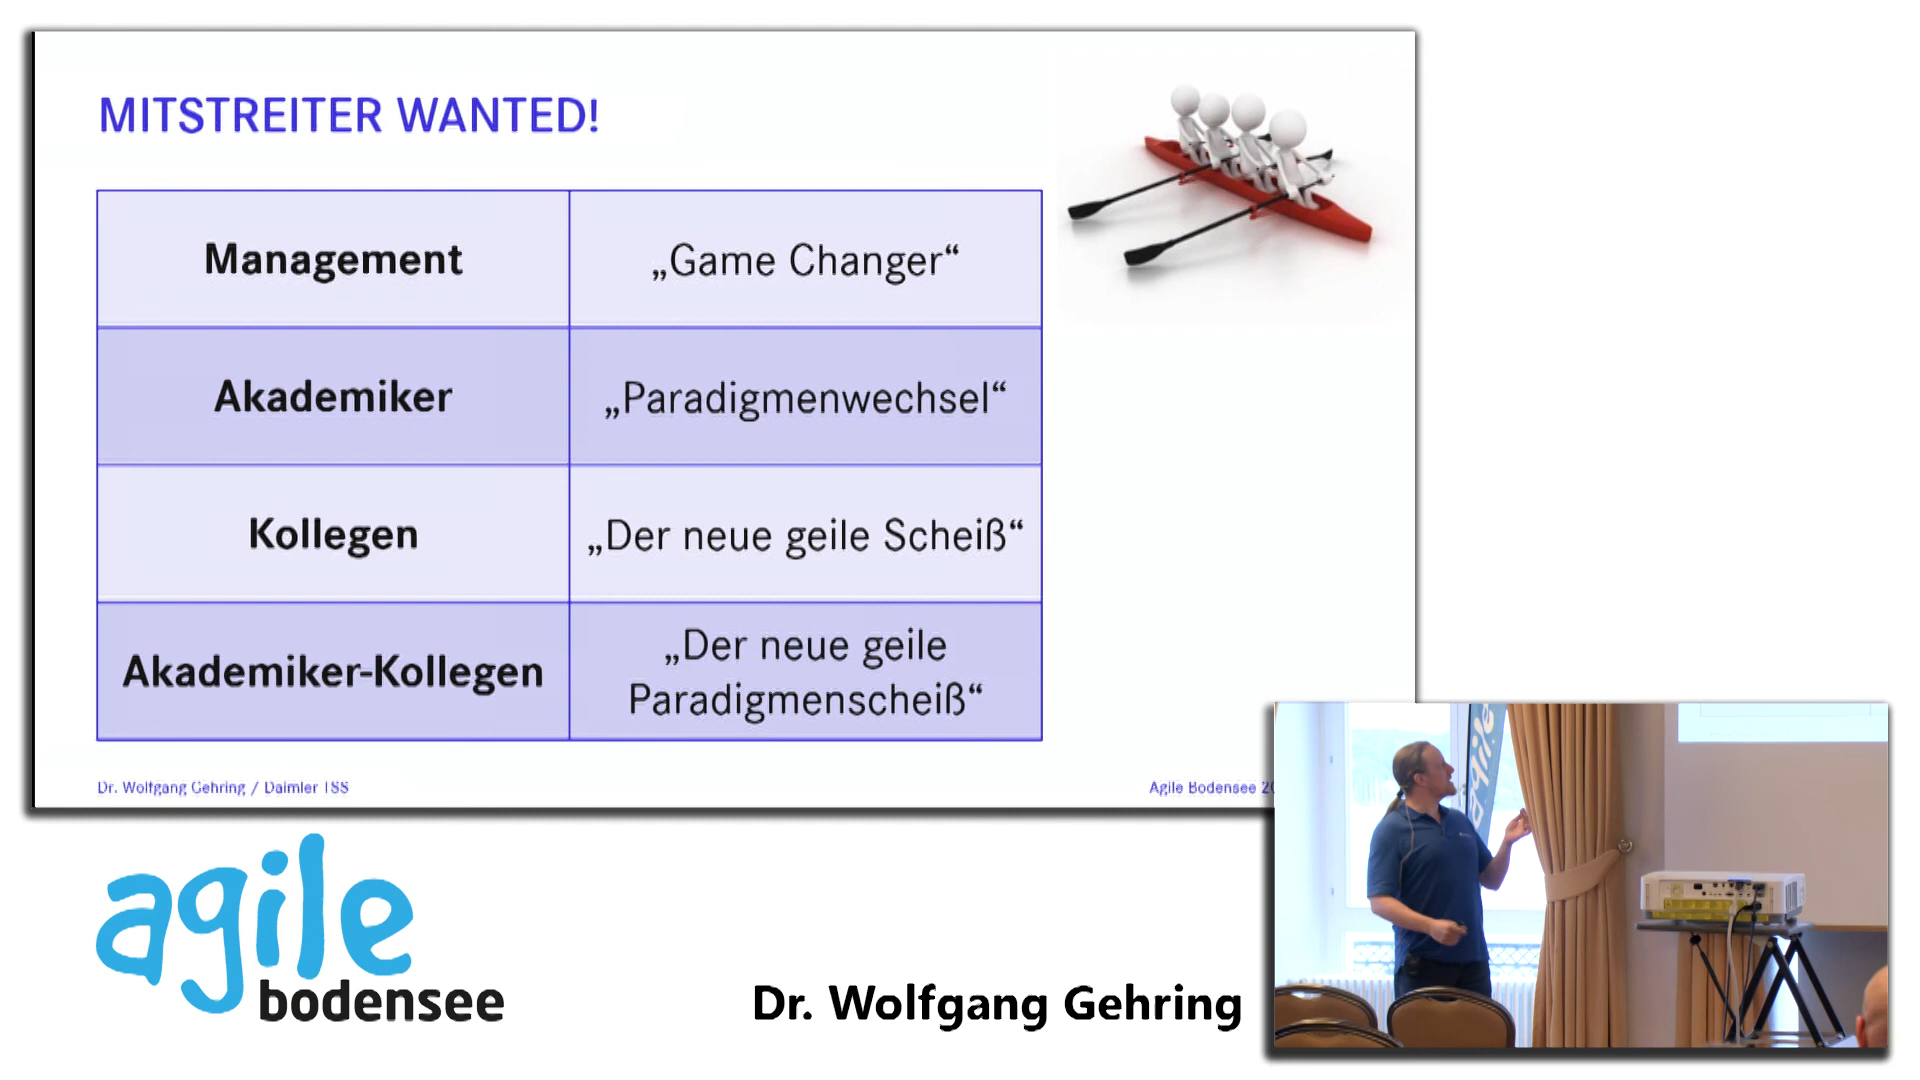 MITSTREITER WANTED!
Management
„Game Changer“
Akademiker
„Paradigmenwechsel“
Kollegen
„Der neue geile Scheiß“
Akademiker-Kollegen
„Der neue geile
Paradigmenscheiß“
Dr. Wolfgang Gehring / Daimler TSS
Agile Bodensee
agile
bodensee
Dr. Wolfgang Gehring
agile